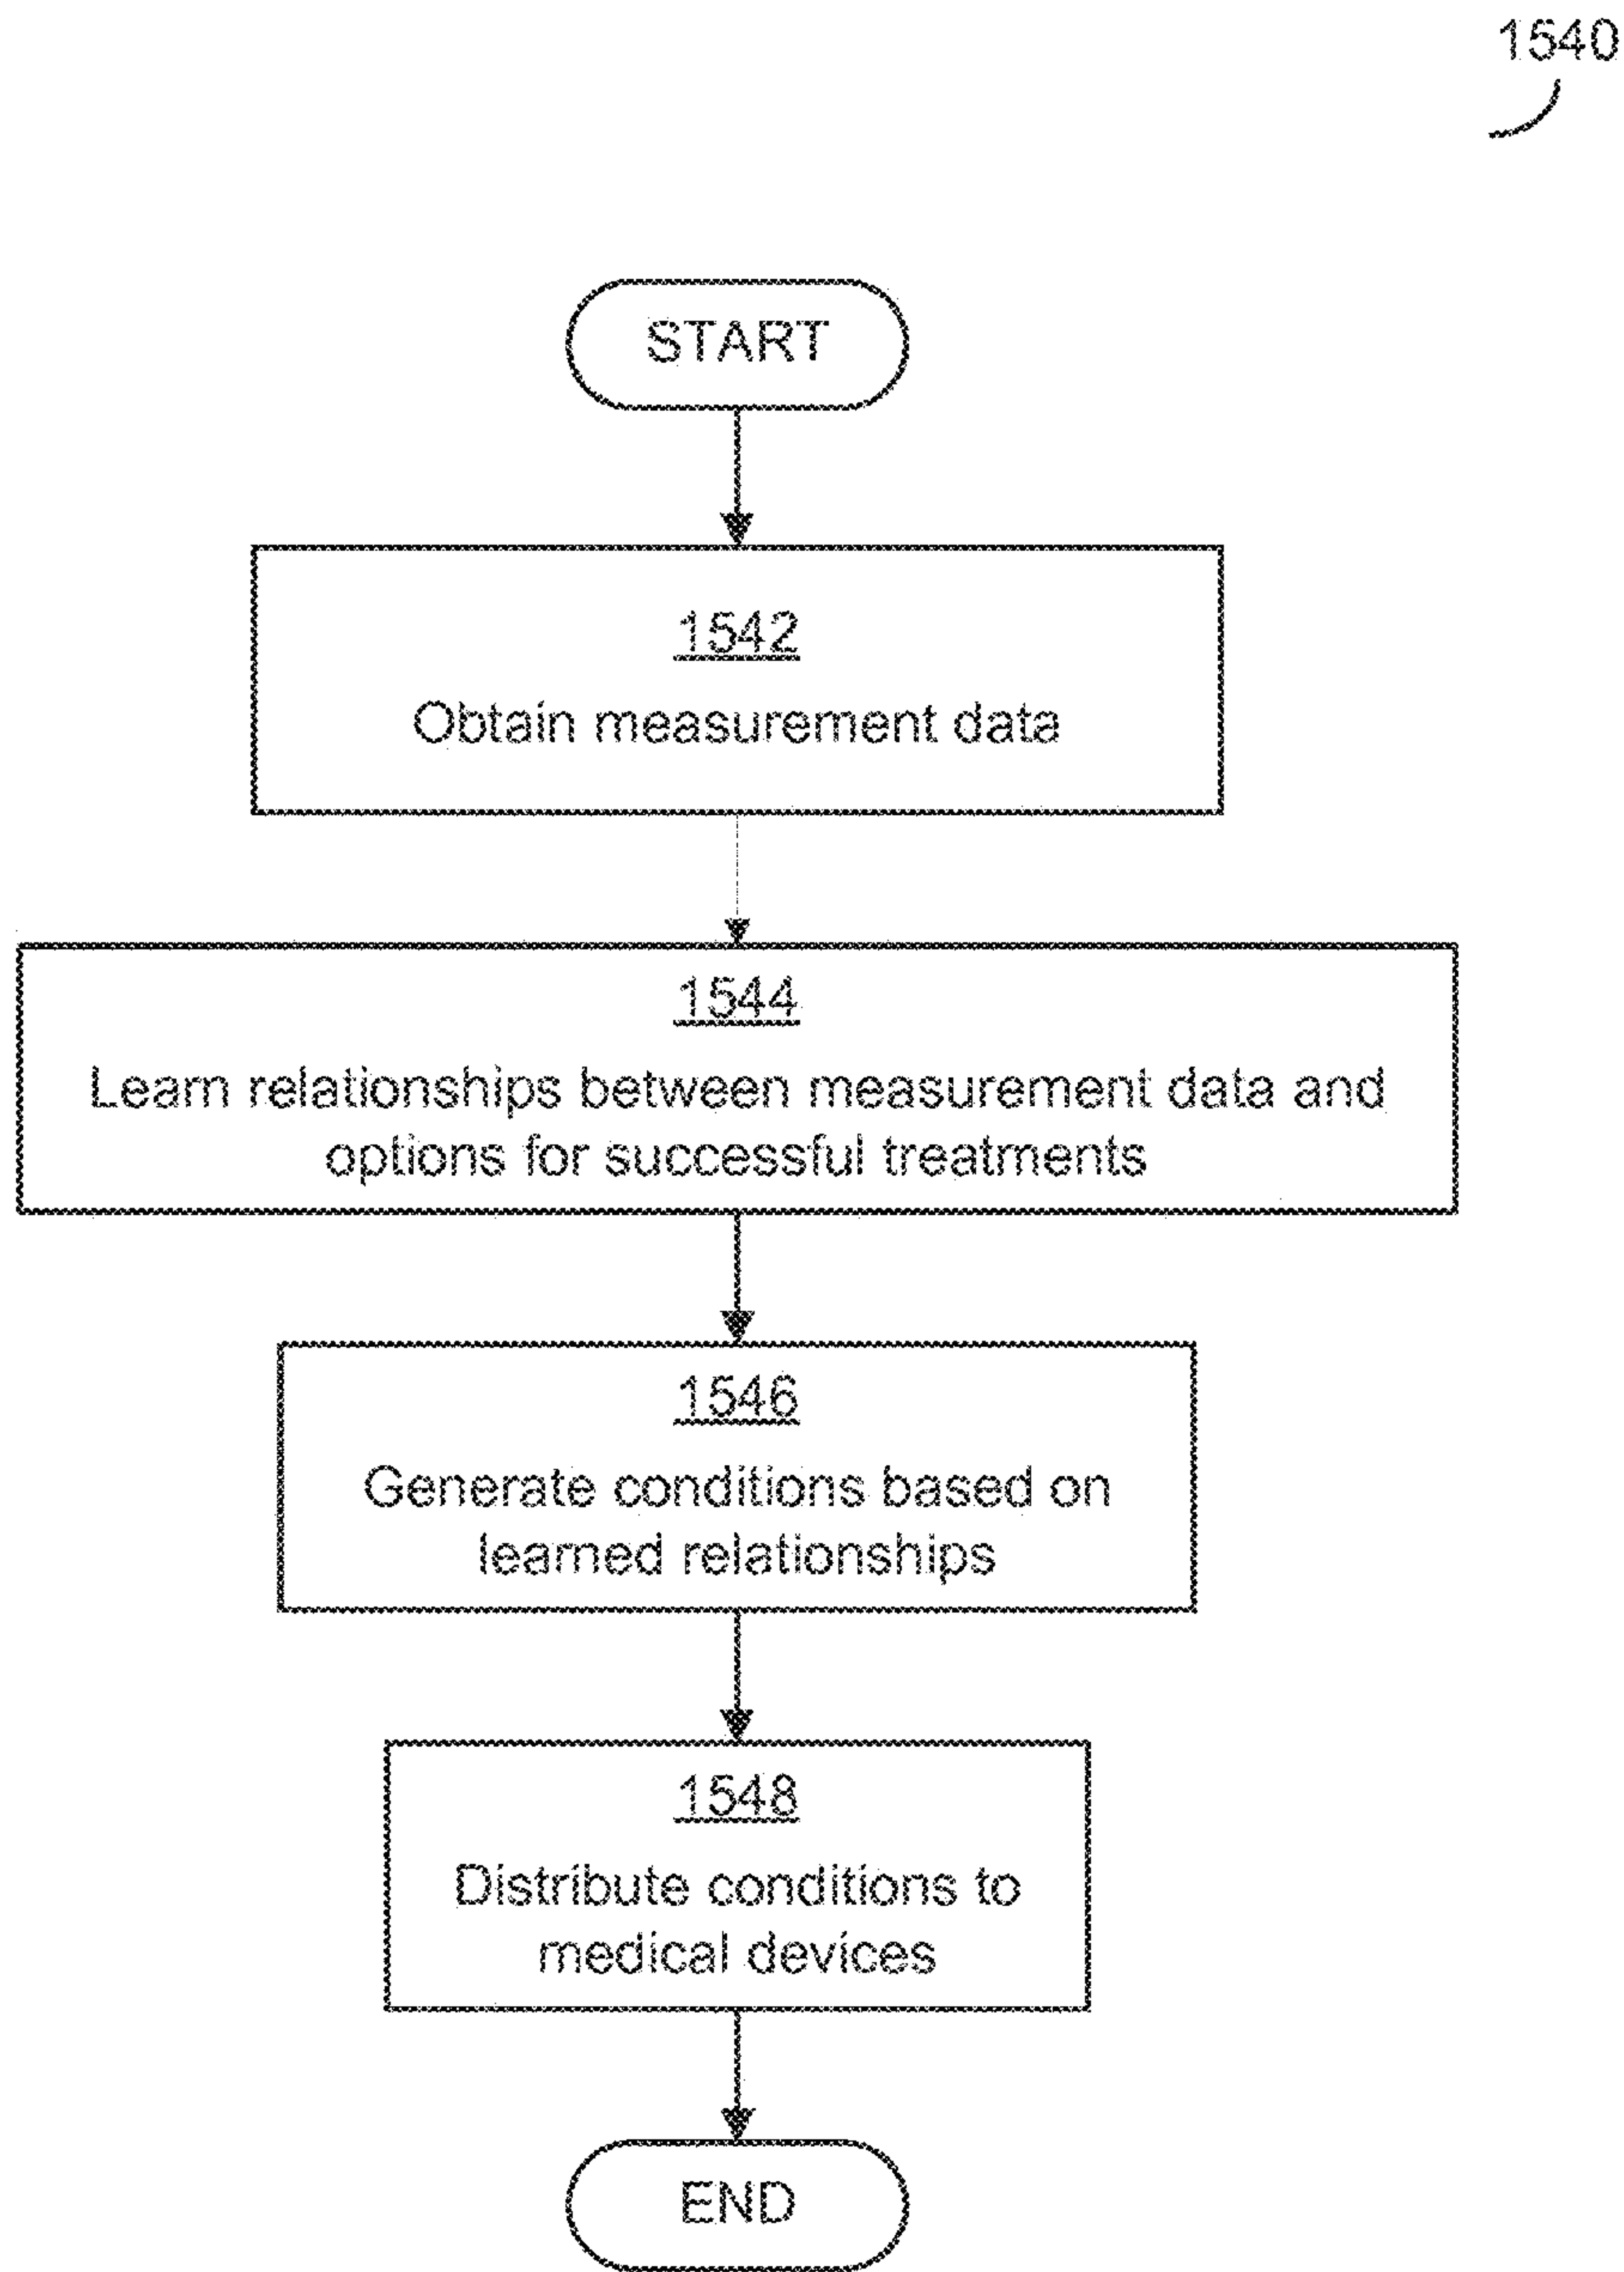 1540
START
1542
Obtain measurement data
1544
Learn relationships between measurement data and
options for successful treatments
1546
Generate conditions based on
learned relationships
1548
Distribute conditions to
medical devices
END